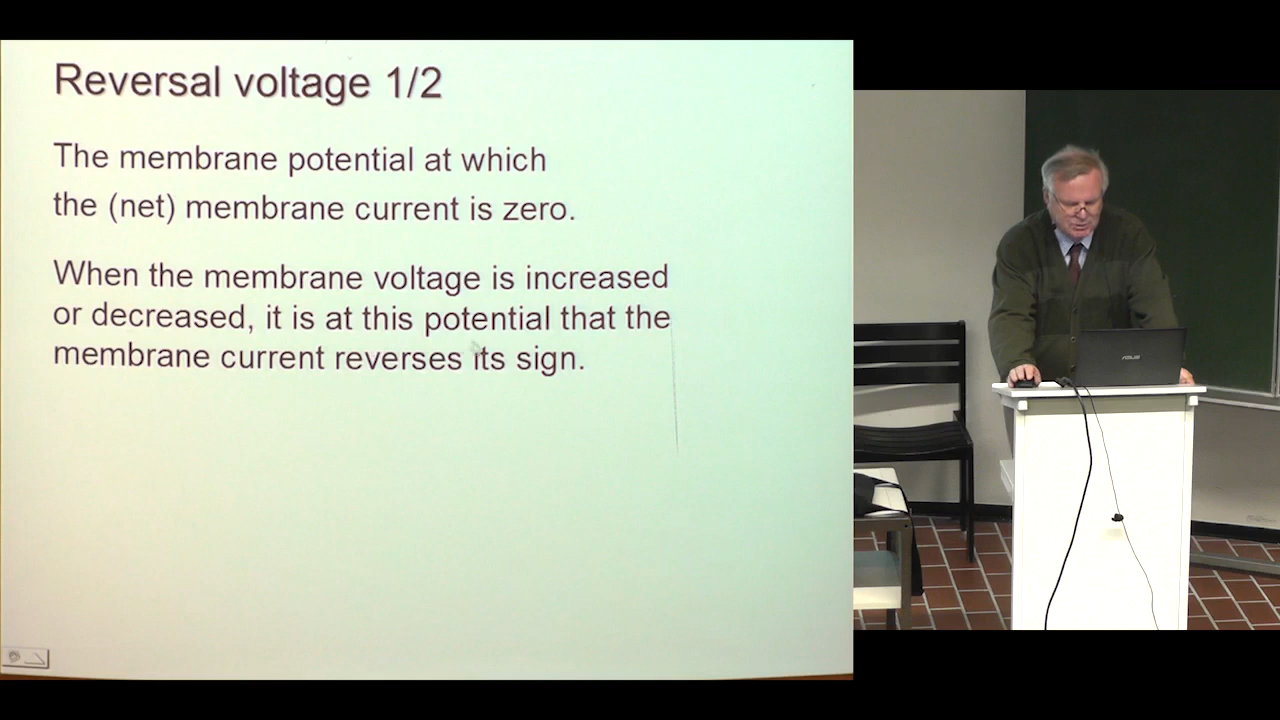 Reversal voltage 1/2
The membrane potential at which
the (net) membrane current is zero.
When the membrane voltage is increased
or decreased, it is at this potential that the
membrane current reverses its sign.
ASUS